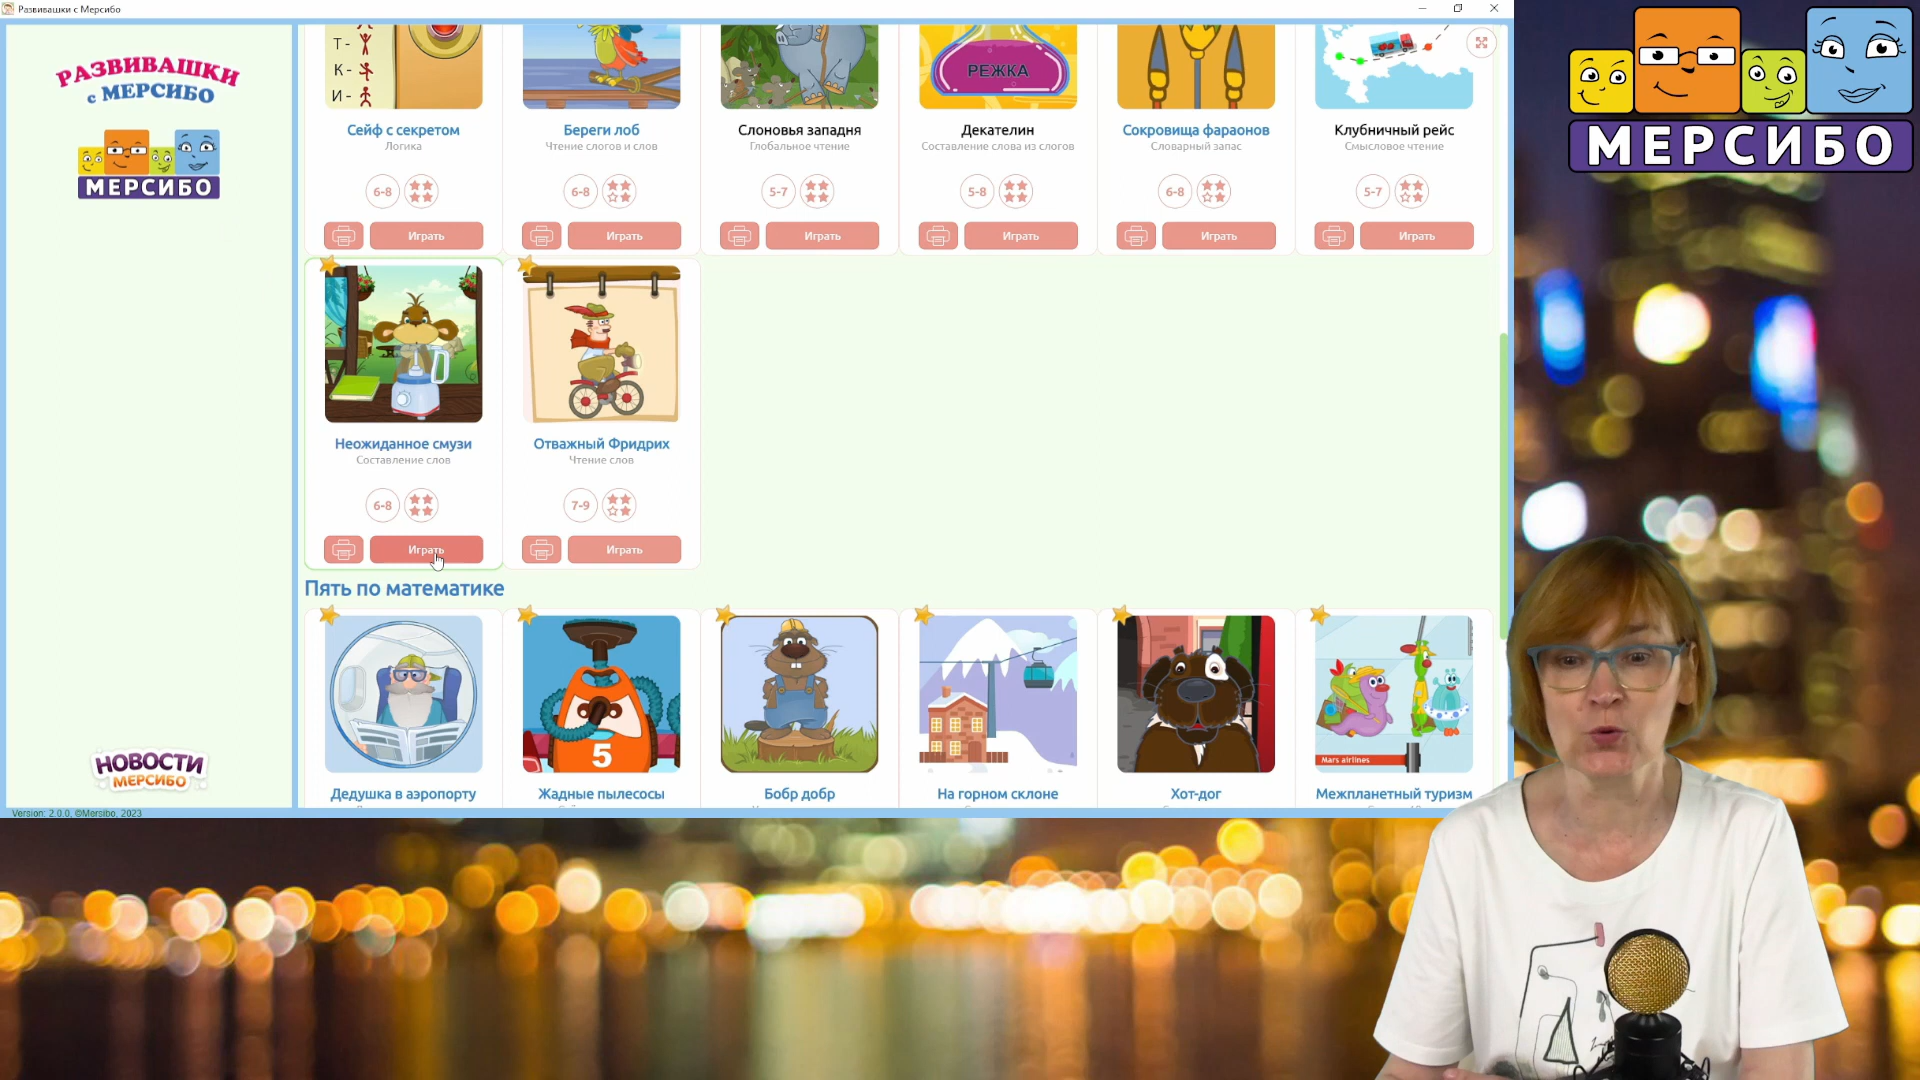 Развивашки с Мерсибо
РАЗВИВАШКИ
с МЕРСИБО
МЕРСИБО
НОВОСТИ
МЕРСИБО
Version: 2.0.0, ©Mersibo, 2023
Т -
К -
И -
РЕЖКА
Сейф с секретом
Логика
6-8
Играть
Береги лоб
Чтение слогов и слов
6-8
Играть
Слоновья западня
Глобальное чтение
5-7
Играть
Декателин
Составление слова из слогов
5-8
Играть
Сокровища фараонов
Словарный запас
6-8
Играть
Клубничный рейс
Смысловое чтение
5-7
Играть
Неожиданное смузи
Составление слов
6-8
Играть
Отважный Фридрих
Чтение слов
7-9
Играть
Пять по математике
5
Mars airlines
Дедушка в аэропорту
Жадные пылесосы
Бобр добр
На горном склоне
Хот-дог
Межпланетный туризм
МЕРСИБО